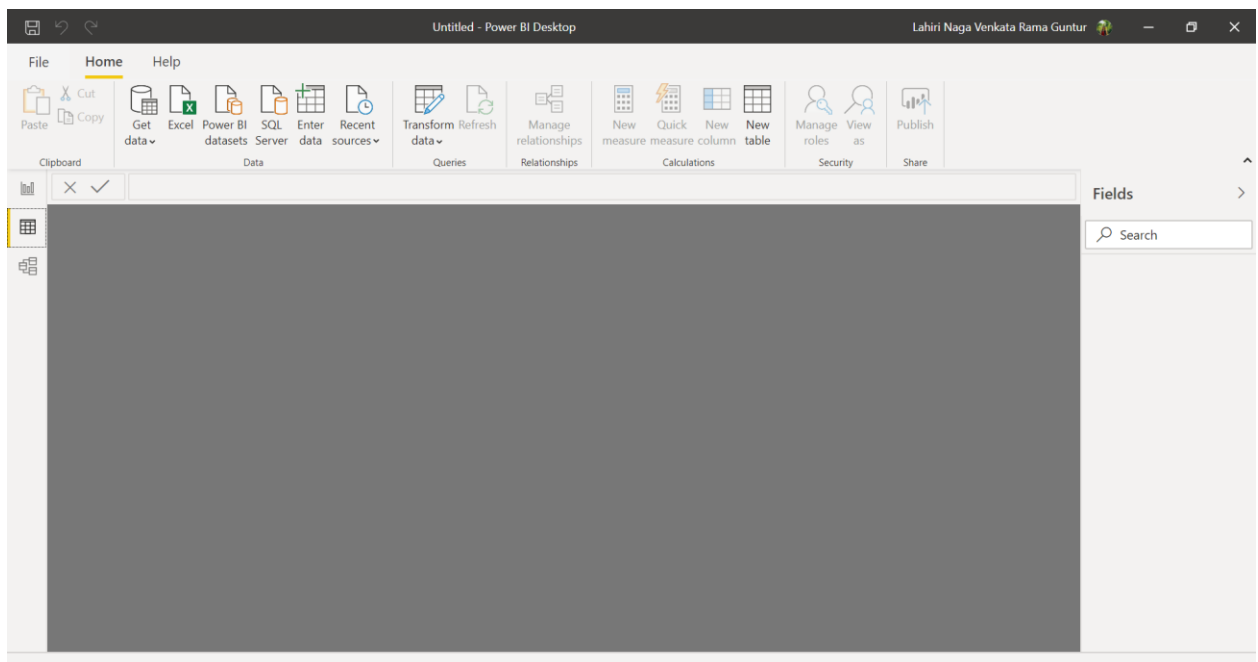 Untitled - Power BI Desktop
Lahiri Naga Venkata Rama Guntur
File Home Help
Paste
Cut
Copy
Clipboard
Get data
Excel
Power BI datasets
SQL Server
Enter data
Recent sources
Data
Transform data
Refresh
Queries
Manage relationships
Relationships
New measure
Quick measure
New column
New table
Calculations
Manage roles
View as
Security
Publish
Share
Fields
Search